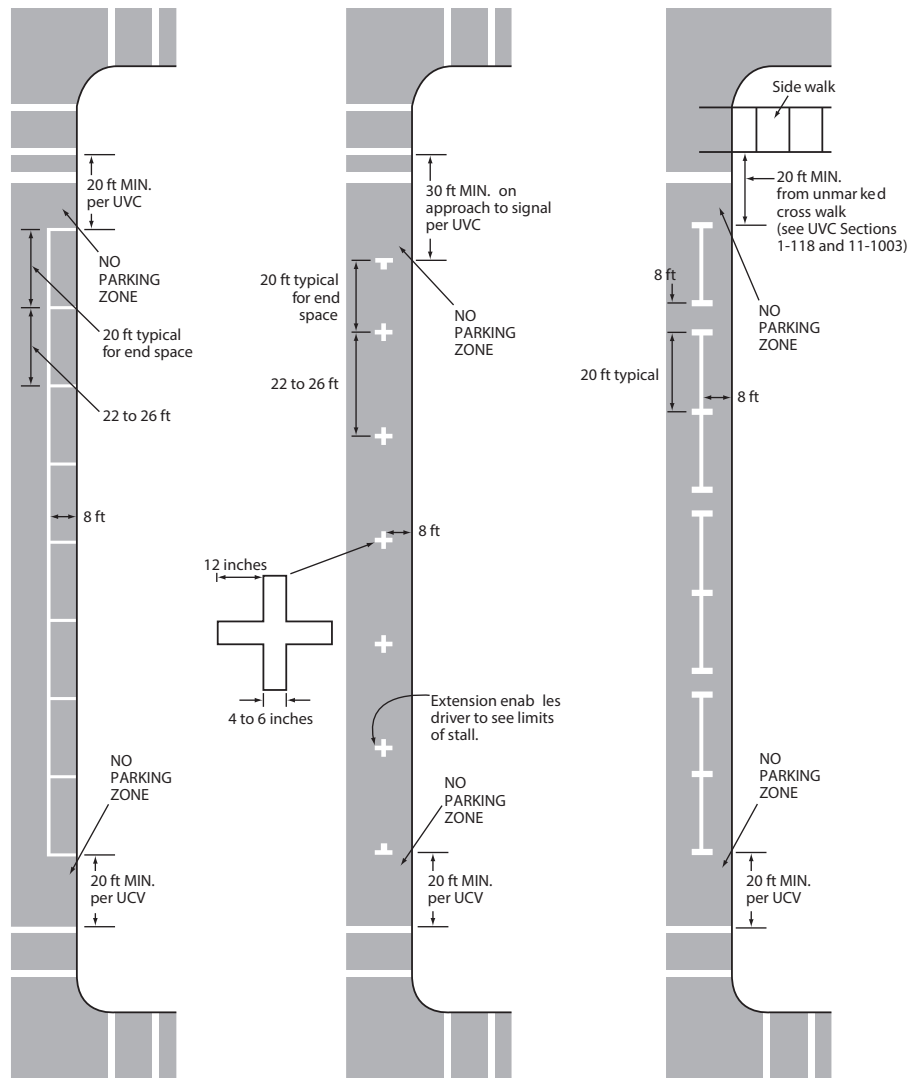 20 ft MIN.
per UVC
NO
PARKING
ZONE
20 ft typical
for end space
22 to 26 ft
8 ft
NO
PARKING
ZONE
20 ft MIN.
per UCV
30 ft MIN. on
approach to signal
per UVC
20 ft typical
for end
space
NO
PARKING
ZONE
22 to 26 ft
8 ft
12 inches
4 to 6 inches
Extension enab les
driver to see limits
of stall.
NO
PARKING
ZONE
20 ft MIN.
per UCV
Side walk
20 ft MIN.
from unmar ked
cross walk
(see UVC Sections
1-118 and 11-1003)
8 ft
NO
PARKING
ZONE
20 ft typical
8 ft
NO
PARKING
ZONE
20 ft MIN.
per UCV